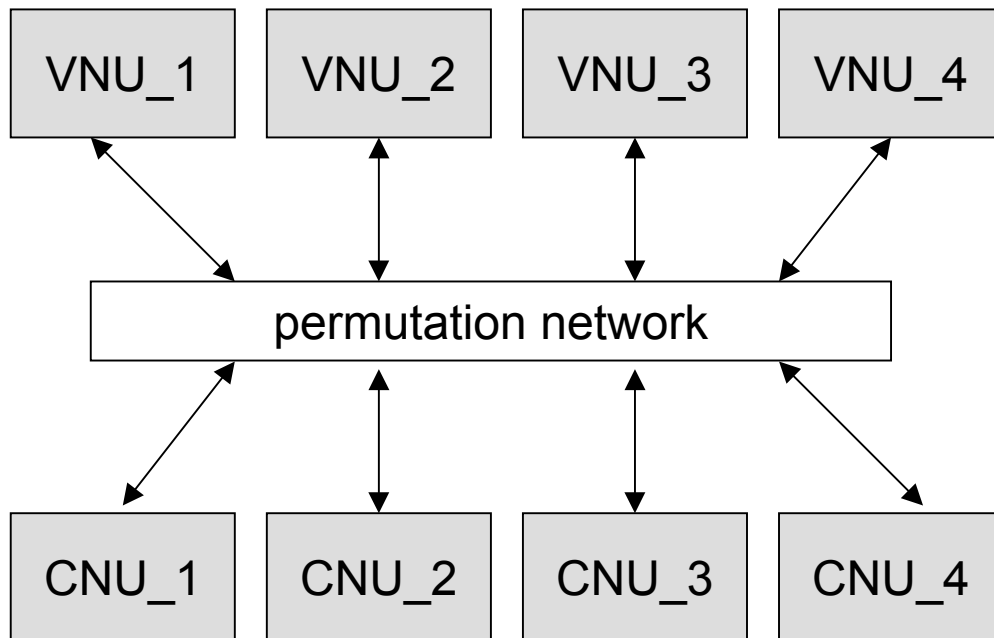 VNU_1 VNU_2 VNU_3 VNU_4
permutation network
CNU_1 CNU_2 CNU_3 CNU_4